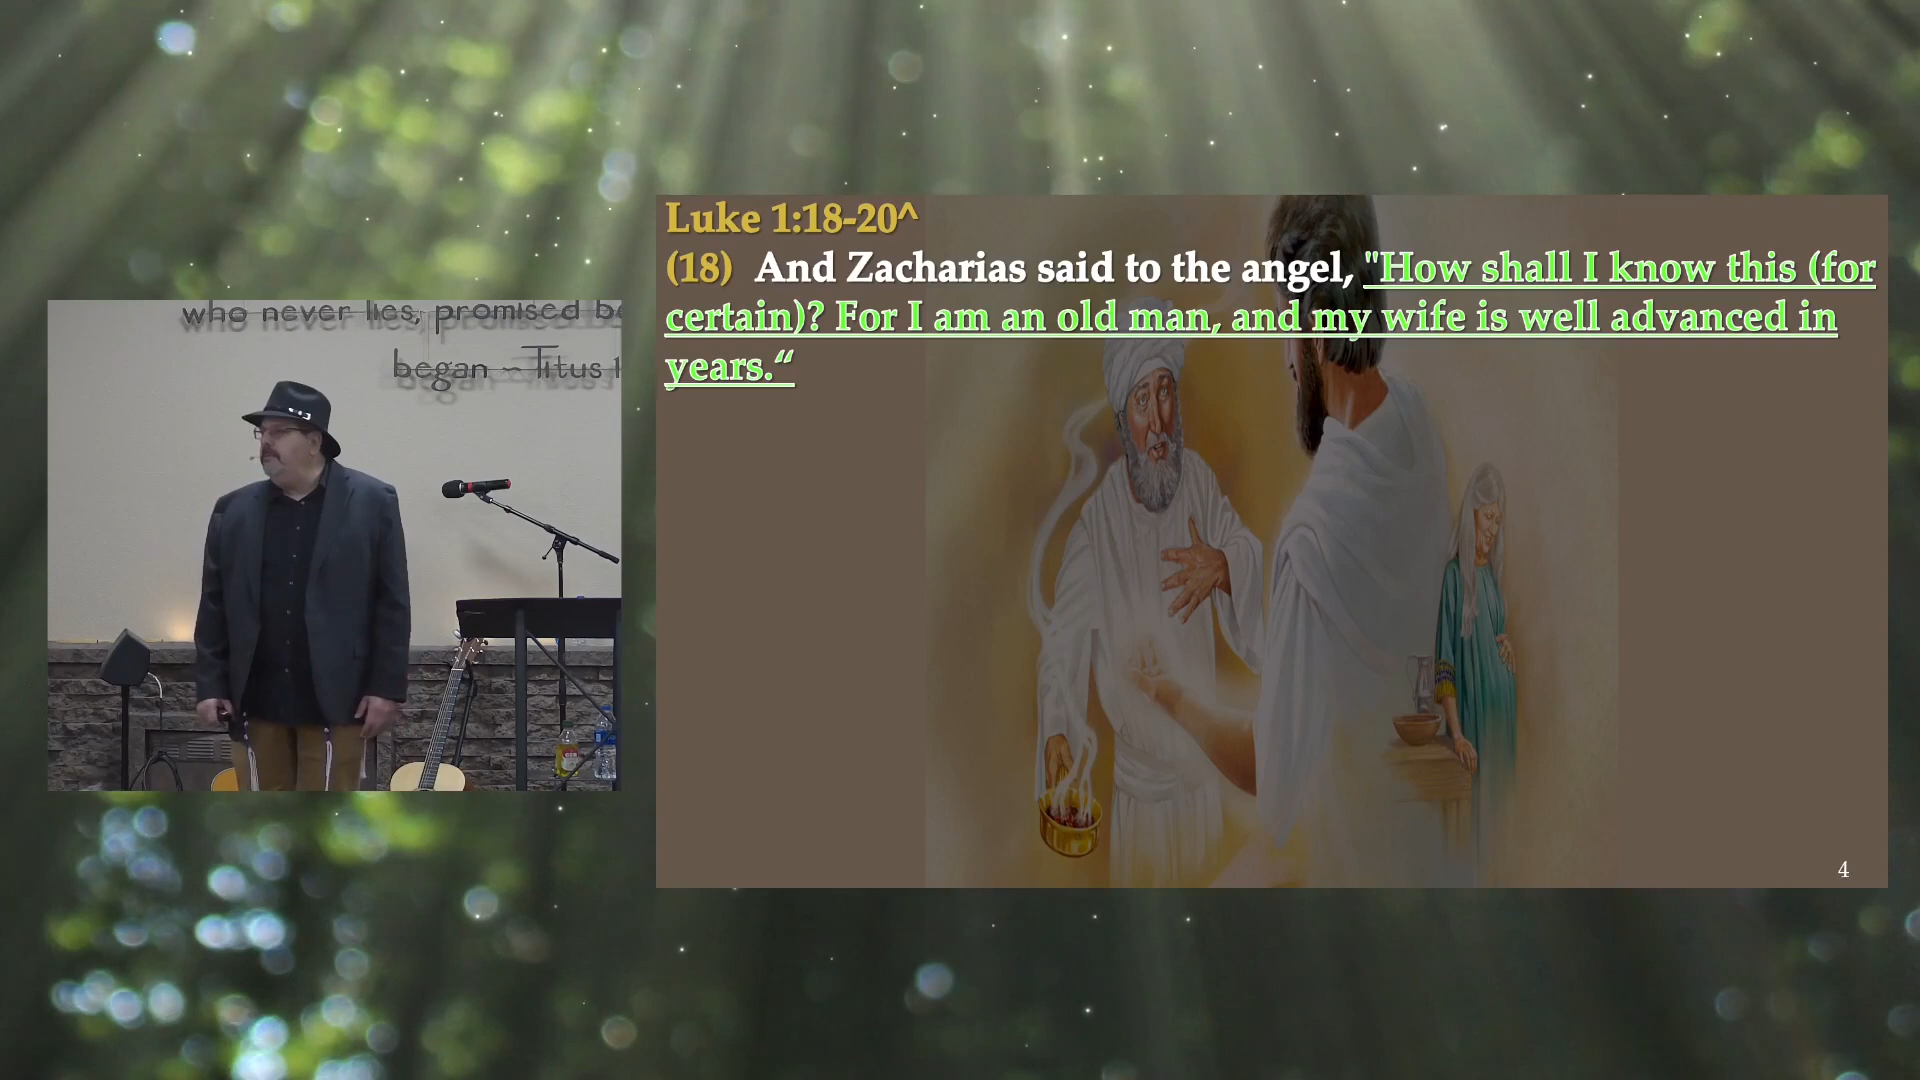 who never lies, promised
began ~ Titus 1
Luke 1:18-20^
(18) And Zacharias said to the angel, "How shall I know this (for
certain)? For I am an old man, and my wife is well advanced in
years.“
4